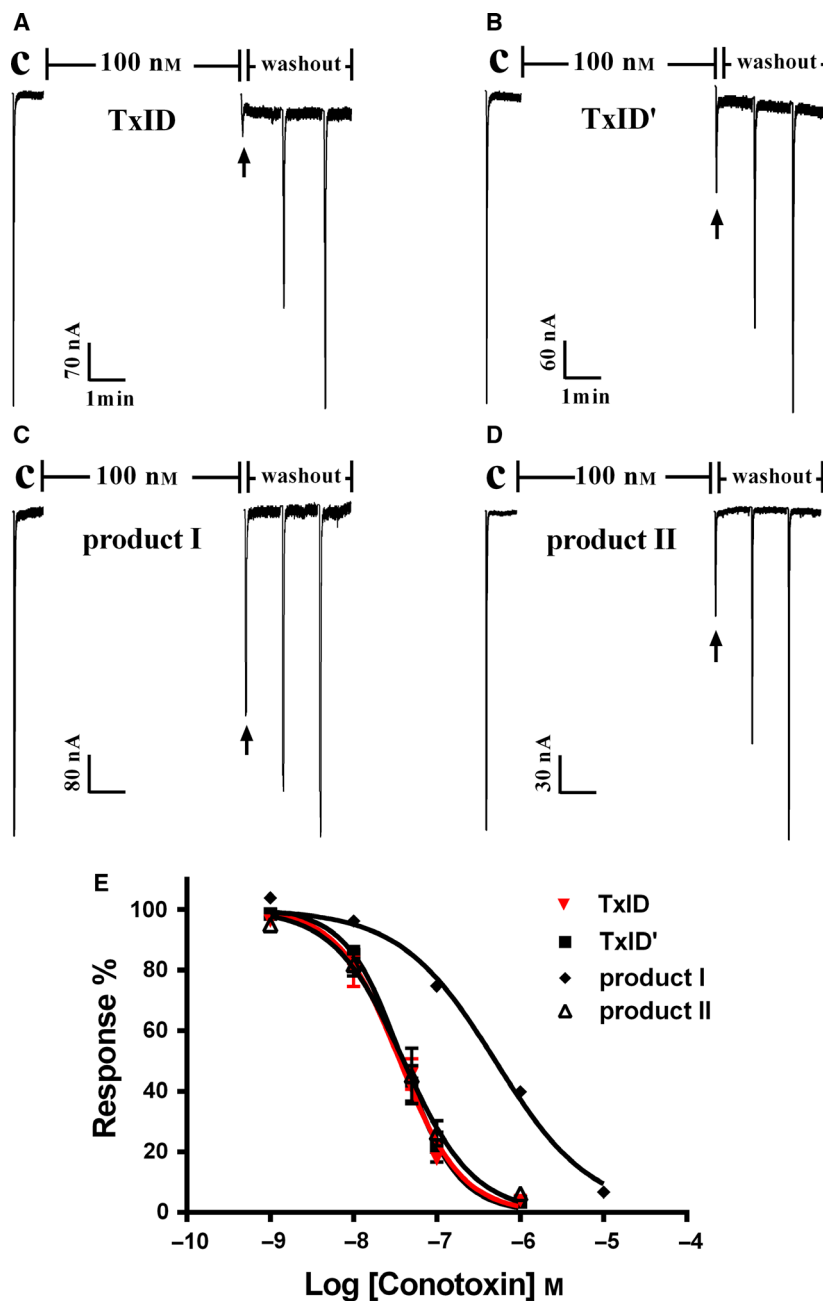 A
C 100 nM washout
TxID
70 nA
1min
B
C 100 nM washout
TxID'
60 nA
1min
C
C 100 nM washout
product I
80 nA
D
C 100 nM washout
product II
30 nA
E
Response %
100
80
60
40
20
0
–10 –9 –8 –7 –6 –5 –4
Log [Conotoxin] M
TxID
TxID'
product I
product II